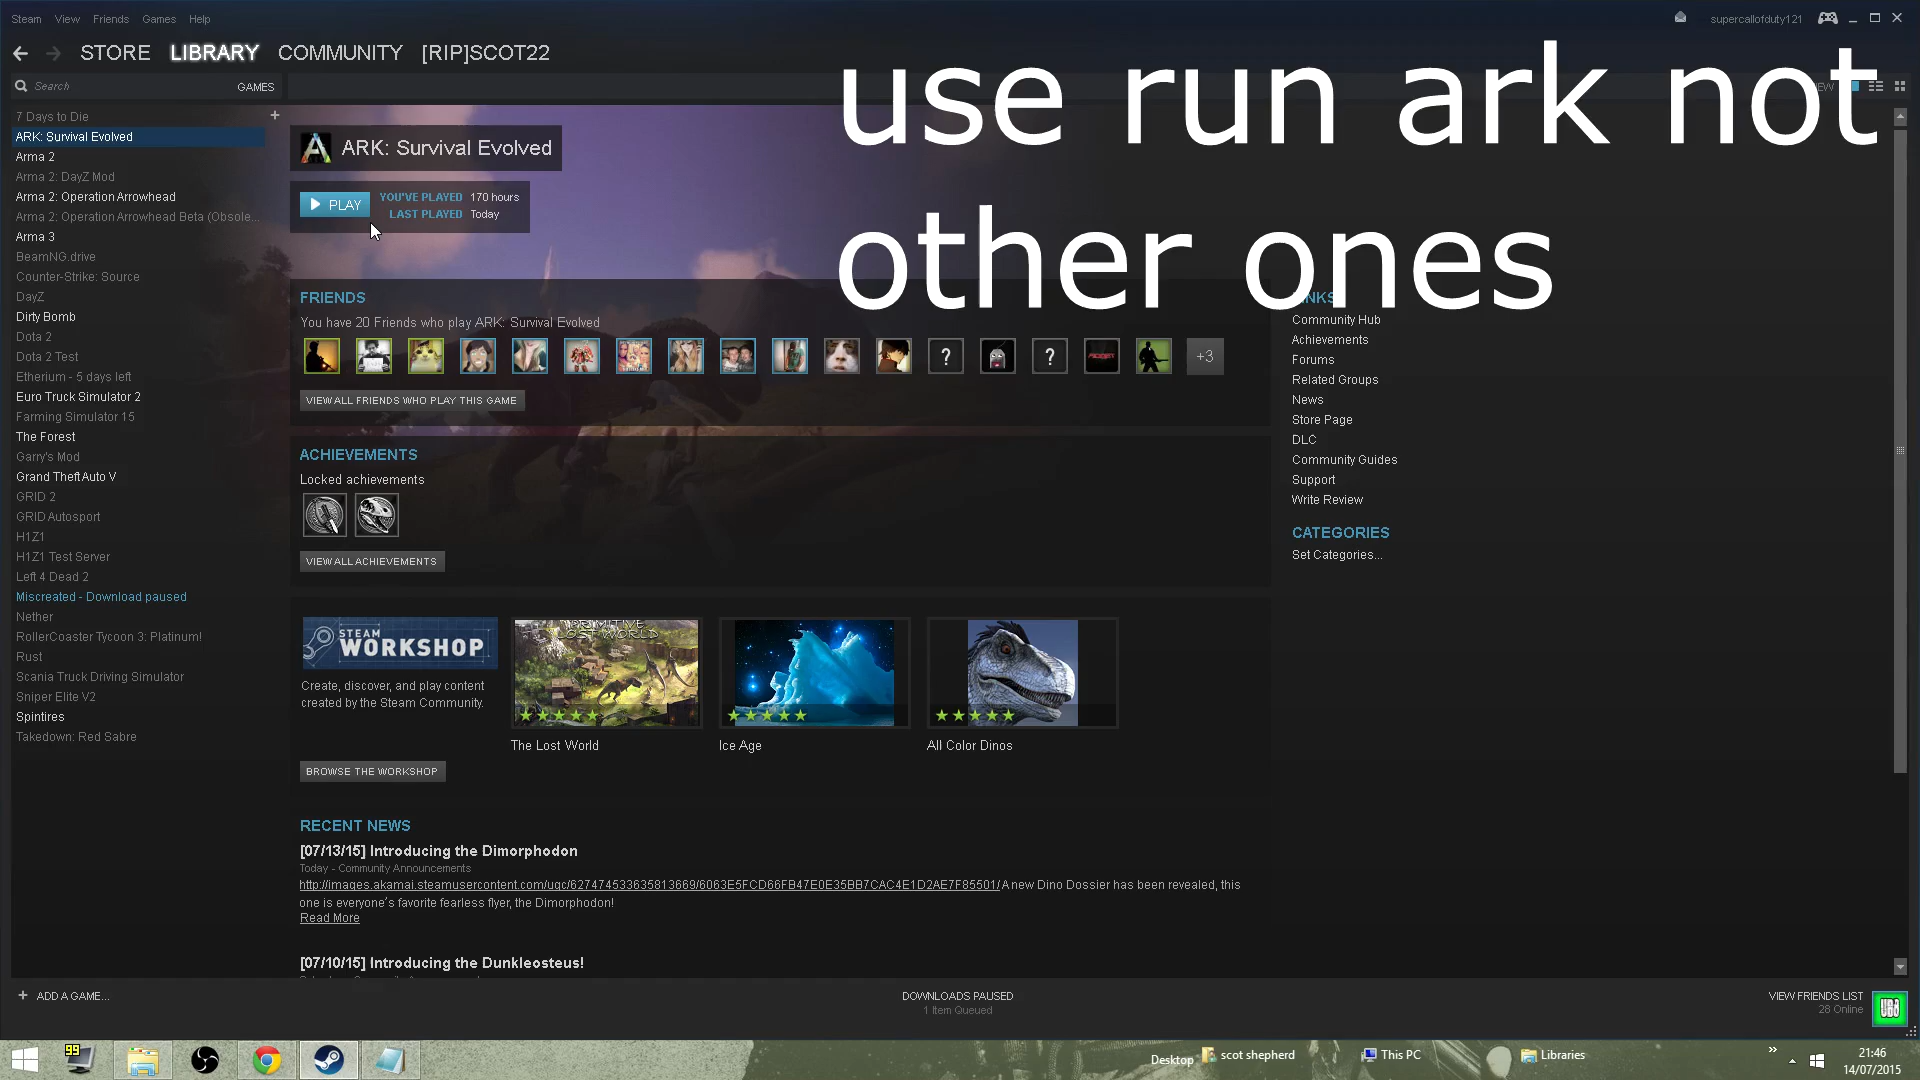 Steam View Friends Games Help
supercallofduty121
STORE LIBRARY COMMUNITY [RIP]SCOT22
use run ark not
other ones
Search GAMES
7 Days to Die
ARK: Survival Evolved
Arma 2
Arma 2: DayZ Mod
Arma 2: Operation Arrowhead
Arma 2: Operation Arrowhead Beta (Obsole...
Arma 3
BeamNG.drive
Counter-Strike: Source
DayZ
Dirty Bomb
Dota 2
Dota 2 Test
Etherium - 5 days left
Euro Truck Simulator 2
Farming Simulator 15
The Forest
Garry's Mod
Grand Theft Auto V
GRID 2
GRID Autosport
H1Z1
H1Z1 Test Server
Left 4 Dead 2
Miscreated - Download paused
Nether
RollerCoaster Tycoon 3: Platinum!
Rust
Scania Truck Driving Simulator
Sniper Elite V2
Spintires
Takedown: Red Sabre
ARK: Survival Evolved
PLAY
YOU'VE PLAYED 170 hours
LAST PLAYED Today
FRIENDS
You have 20 Friends who play ARK: Survival Evolved
? ? +3
VIEW ALL FRIENDS WHO PLAY THIS GAME
ACHIEVEMENTS
Locked achievements
VIEW ALL ACHIEVEMENTS
STEAM
WORKSHOP
Create, discover, and play content
created by the Steam Community.
PRIMITIVE
LOST WORLD
The Lost World
Ice Age
All Color Dinos
BROWSE THE WORKSHOP
RECENT NEWS
[07/13/15] Introducing the Dimorphodon
Today - Community Announcements
http://images.akamai.steamusercontent.com/ugc/627474533635813669/6063E5FCD66FB47E0E35BB7CAC4E1D2AE7F85501/A new Dino Dossier has been revealed, this
one is everyone's favorite fearless flyer, the Dimorphodon!
Read More
[07/10/15] Introducing the Dunkleosteus!
Community Hub
Achievements
Forums
Related Groups
News
Store Page
DLC
Community Guides
Support
Write Review
CATEGORIES
Set Categories...
+ ADD A GAME...
DOWNLOADS PAUSED
1 Item Queued
VIEW FRIENDS LIST
28 Online
99
Desktop
scot shepherd
This PC
Libraries
21:46
14/07/2015